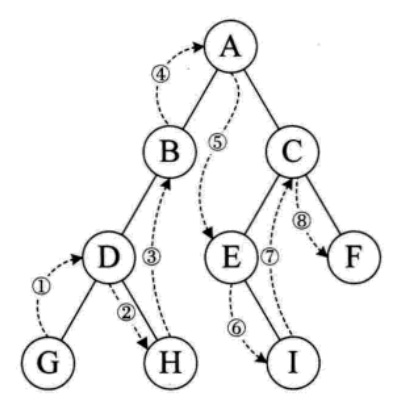 A
④
⑤
B
C
⑧
D
③
E
⑦
F
①
②
⑥
G
H
I